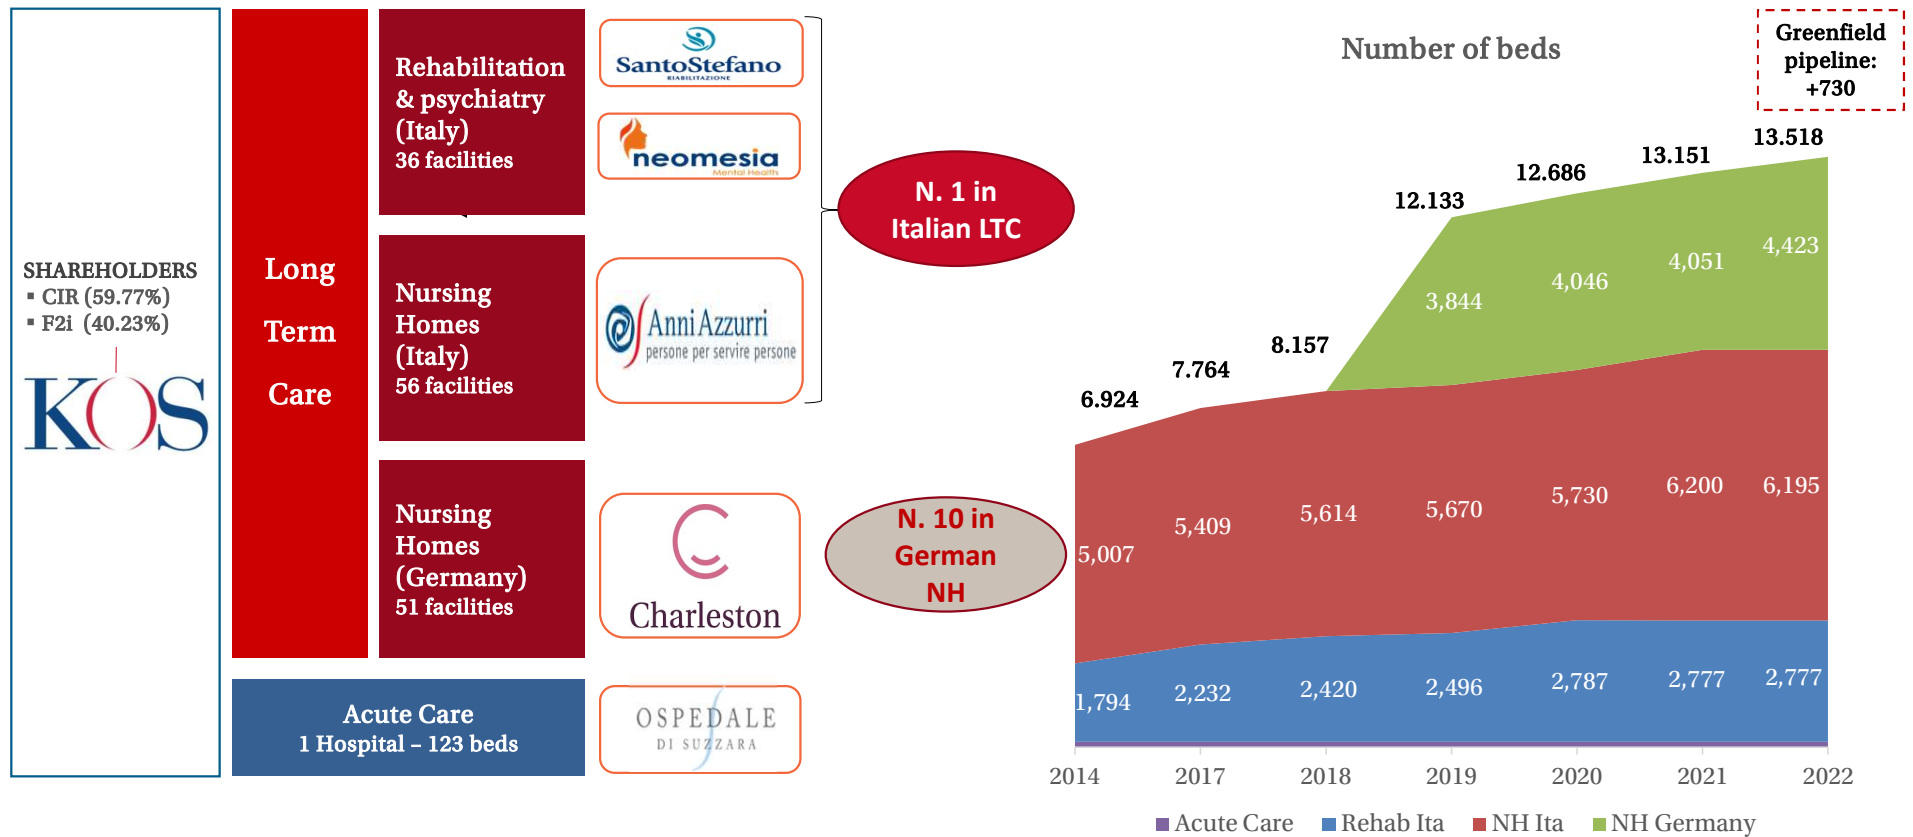 SHAREHOLDERS
▪ CIR (59.77%)
▪ F2i (40.23%)
KOS
Long
Term
Care
Rehabilitation
& psychiatry
(Italy)
36 facilities
Nursing
Homes
(Italy)
56 facilities
Nursing
Homes
(Germany)
51 facilities
Acute Care
1 Hospital – 123 beds
SantoStefano
RIABILITAZIONE
neomesia
Mental Health
Anni Azzurri
persone per servire persone
Charleston
OSPEDALE
DI SUZZARA
N. 1 in
Italian LTC
N. 10 in
German
NH
Number of beds
Greenfield
pipeline:
+730
6.924
7.764
8.157
12.133
12.686
13.151
13.518
3,844
4,046
4,051
4,423
5,007
5,409
5,614
5,670
5,730
6,200
6,195
1,794
2,232
2,420
2,496
2,787
2,777
2,777
2014
2017
2018
2019
2020
2021
2022
Acute Care
Rehab Ita
NH Ita
NH Germany